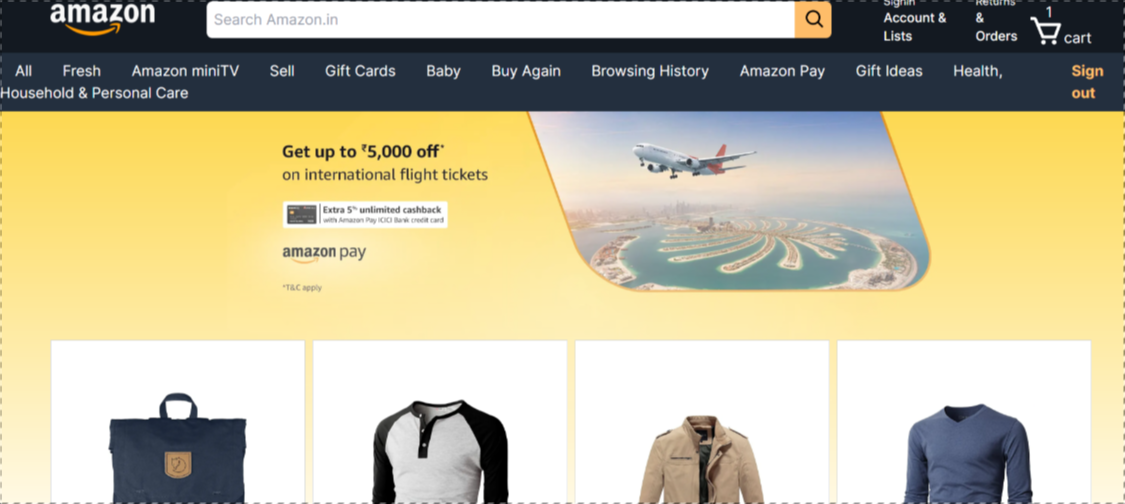 amazon
Search Amazon.in
Signin
Account &
Lists
Returns
&
Orders
1
cart
All Fresh Amazon miniTV Sell Gift Cards Baby Buy Again Browsing History Amazon Pay Gift Ideas Health,
Household & Personal Care
Sign
out
Get up to ₹5,000 off*
on international flight tickets
Extra 5% unlimited cashback
with Amazon Pay ICICI Bank credit card
amazon pay
*T&C apply